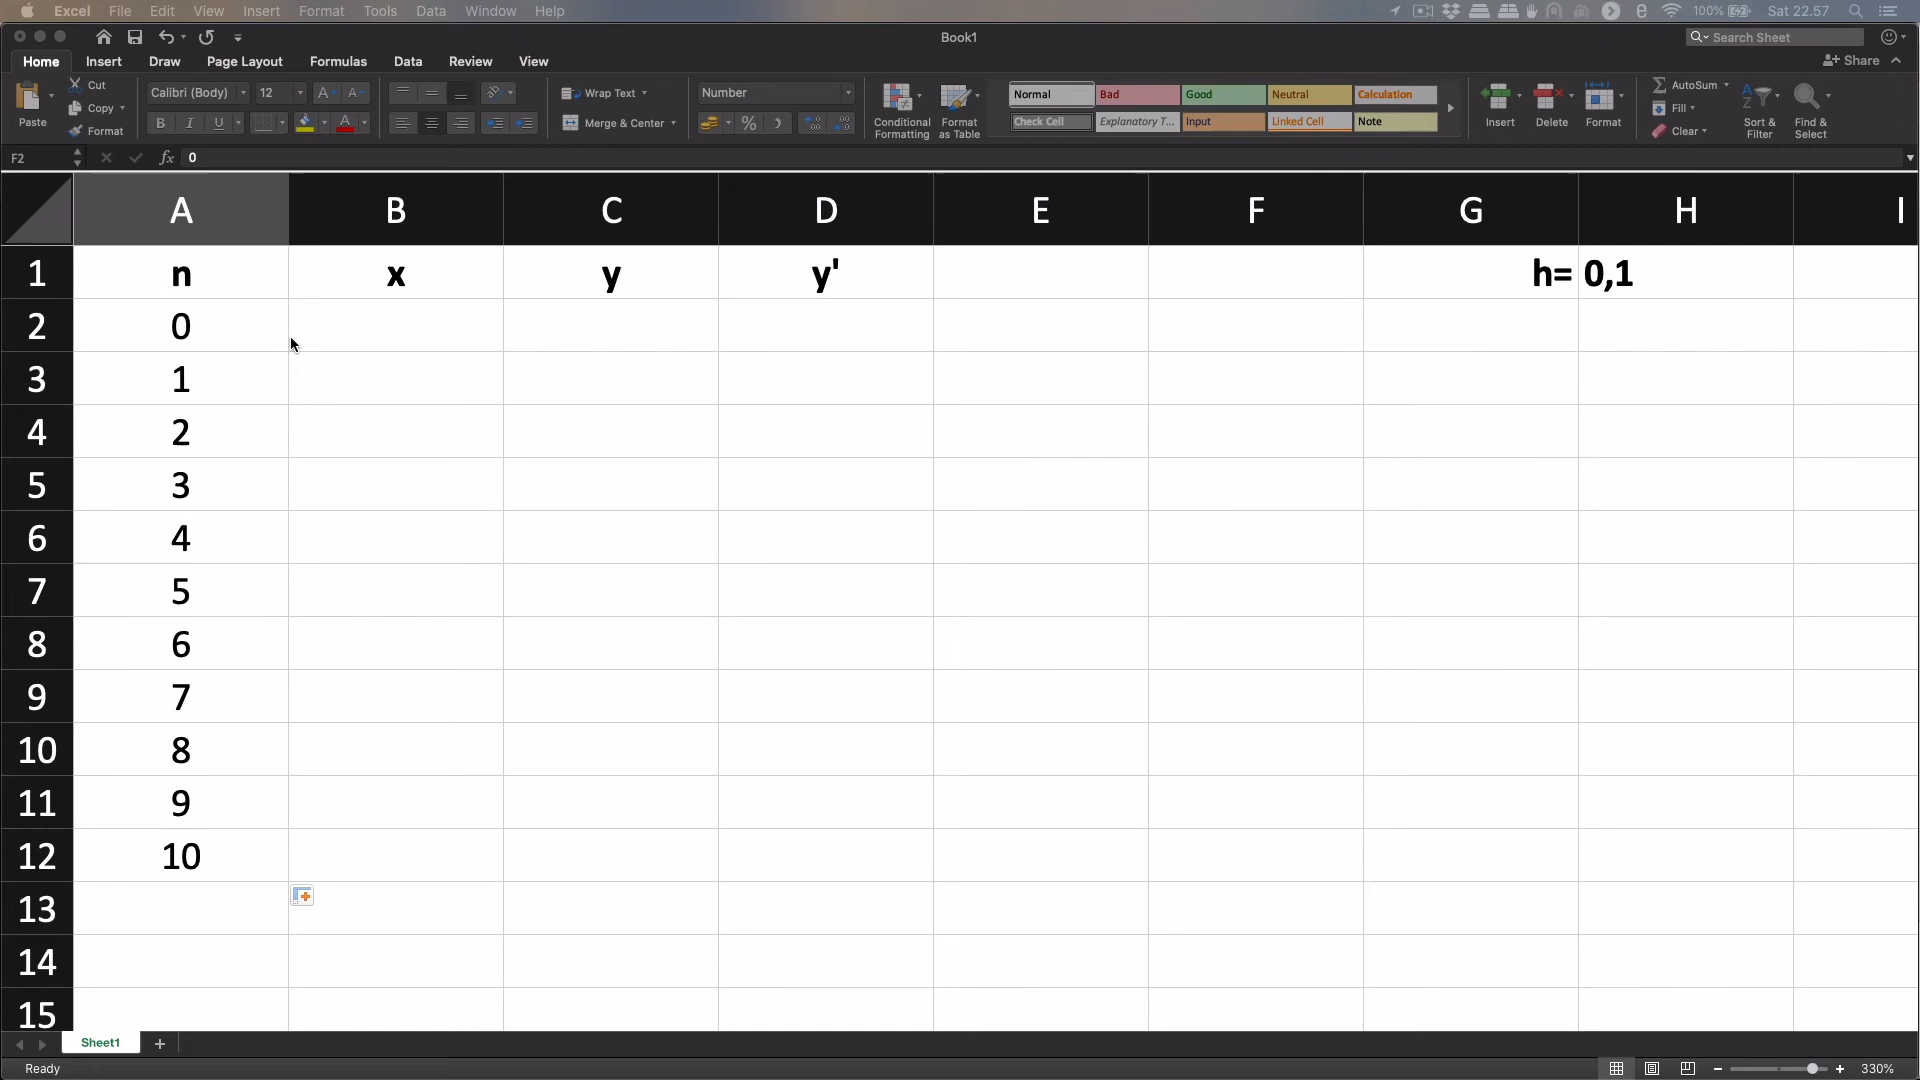 Excel File Edit View Insert Format Tools Data Window Help 100% Sat 22.57
Book1 Search Sheet
Home Insert Draw Page Layout Formulas Data Review View Share
Paste Cut Copy Format
Calibri (Body) 12 A A
B I U A
Wrap Text
Merge & Center
Number
%
Conditional Formatting
Format as Table
Normal Bad Good Neutral Calculation
Check Cell Explanatory T... Input Linked Cell Note
Insert Delete Format
AutoSum
Fill
Clear
Sort & Filter
Find & Select
F2 fx 0
A B C D E F G H I
1 n x y y' h= 0,1
2 0
3 1
4 2
5 3
6 4
7 5
8 6
9 7
10 8
11 9
12 10
13
14
15
Sheet1 +
Ready 330%